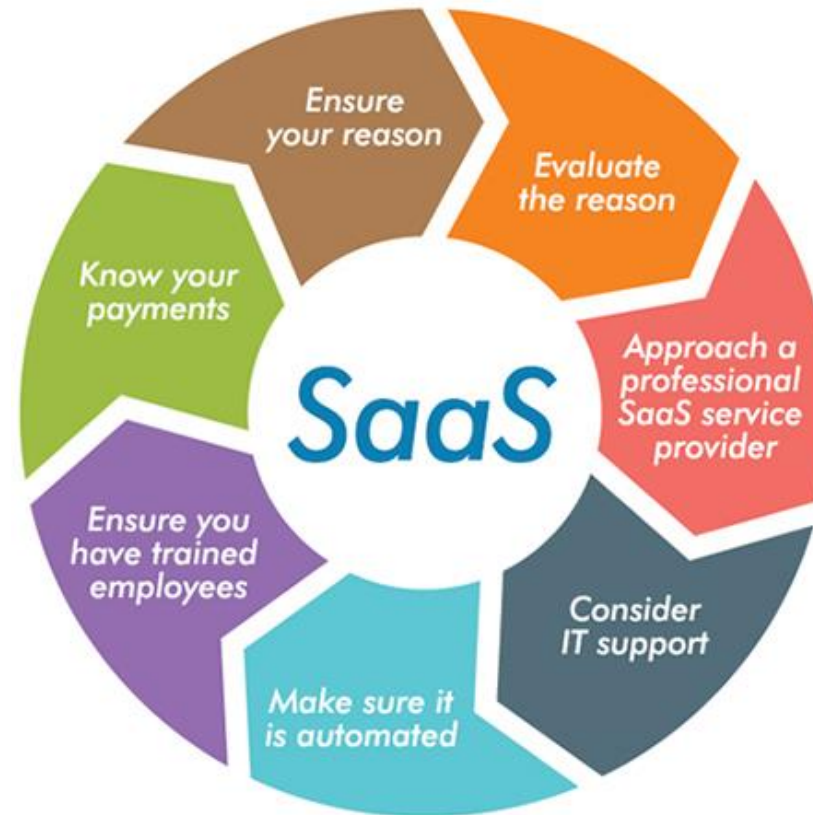 Ensure
your reason
Evaluate
the reason
Approach a
professional
SaaS service
provider
Consider
IT support
Make sure it
is automated
Ensure you
have trained
employees
Know your
payments
SaaS